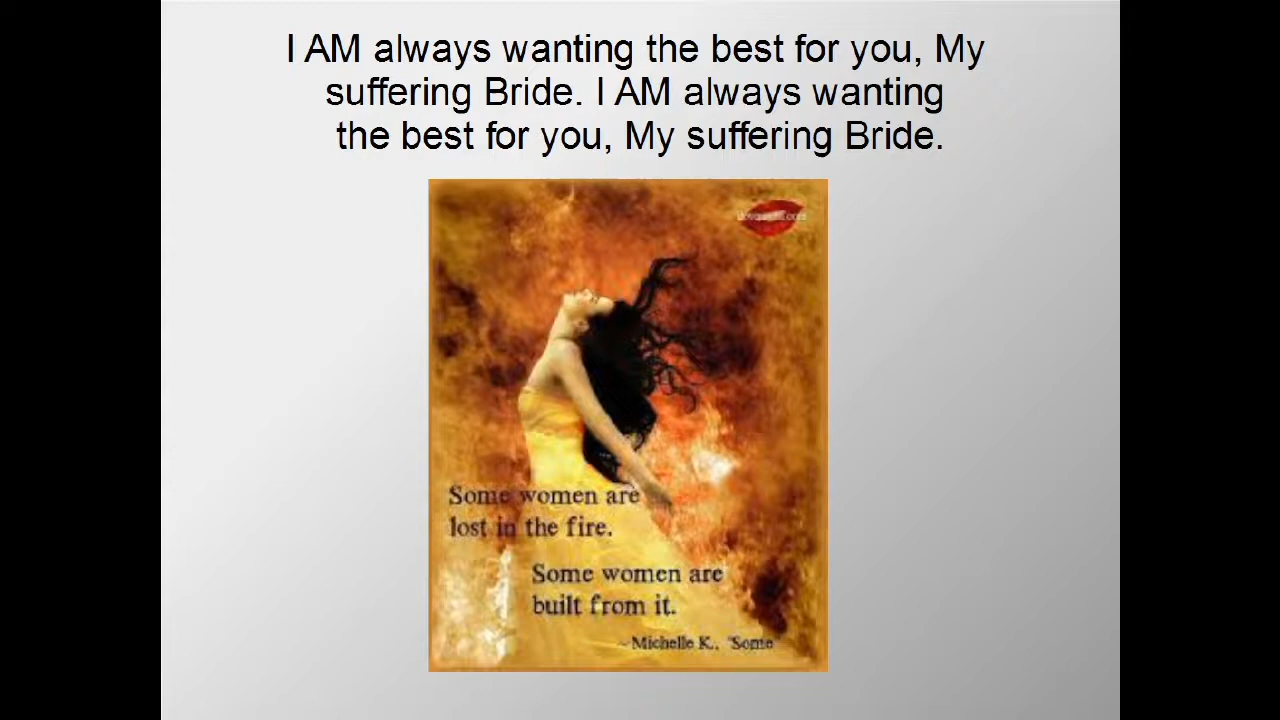 I AM always wanting the best for you, My
suffering Bride. I AM always wanting
the best for you, My suffering Bride.
Some women are
lost in the fire.
Some women are
built from it.
~Michelle K., "Some